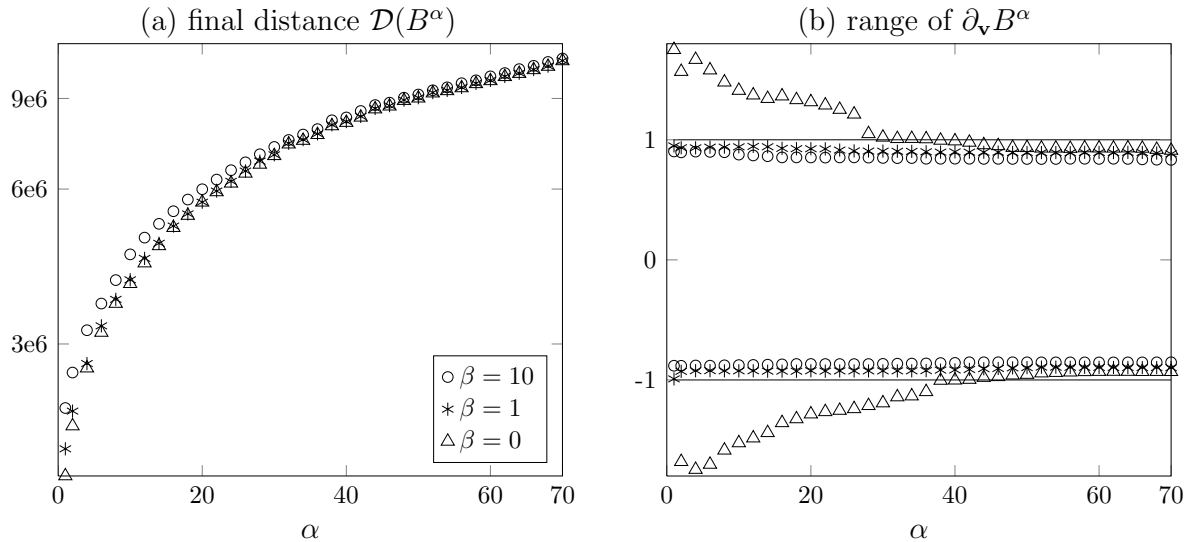 (a) final distance 𝒟(B^α)
9e6
6e6
3e6
β = 10
β = 1
β = 0
0 20 40 60 70
α
(b) range of ∂_𝐯B^α
1
0
-1
0 20 40 60 70
α